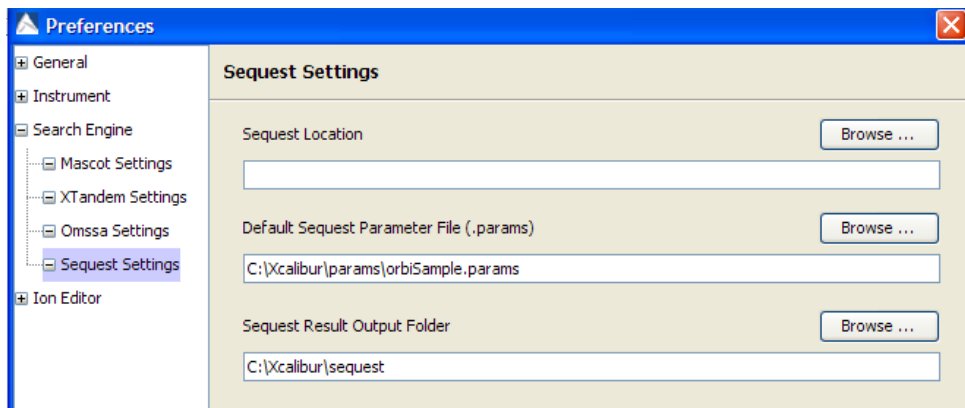 Preferences
General
Instrument
Search Engine
Mascot Settings
XTandem Settings
Omssa Settings
Sequest Settings
Ion Editor
Sequest Settings
Sequest Location
Browse ...
Default Sequest Parameter File (.params)
Browse ...
C:\Xcalibur\params\orbiSample.params
Sequest Result Output Folder
Browse ...
C:\Xcalibur\sequest